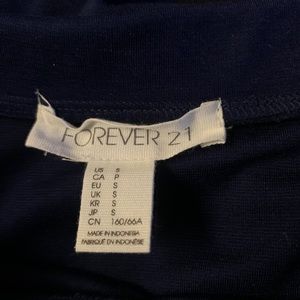 FOREVER 21
US S
CA P
EU S
UK S
KR S
JP S
CN 160/66A
MADE IN INDONESIA
FABRIQUÉ EN INDONÉSIE